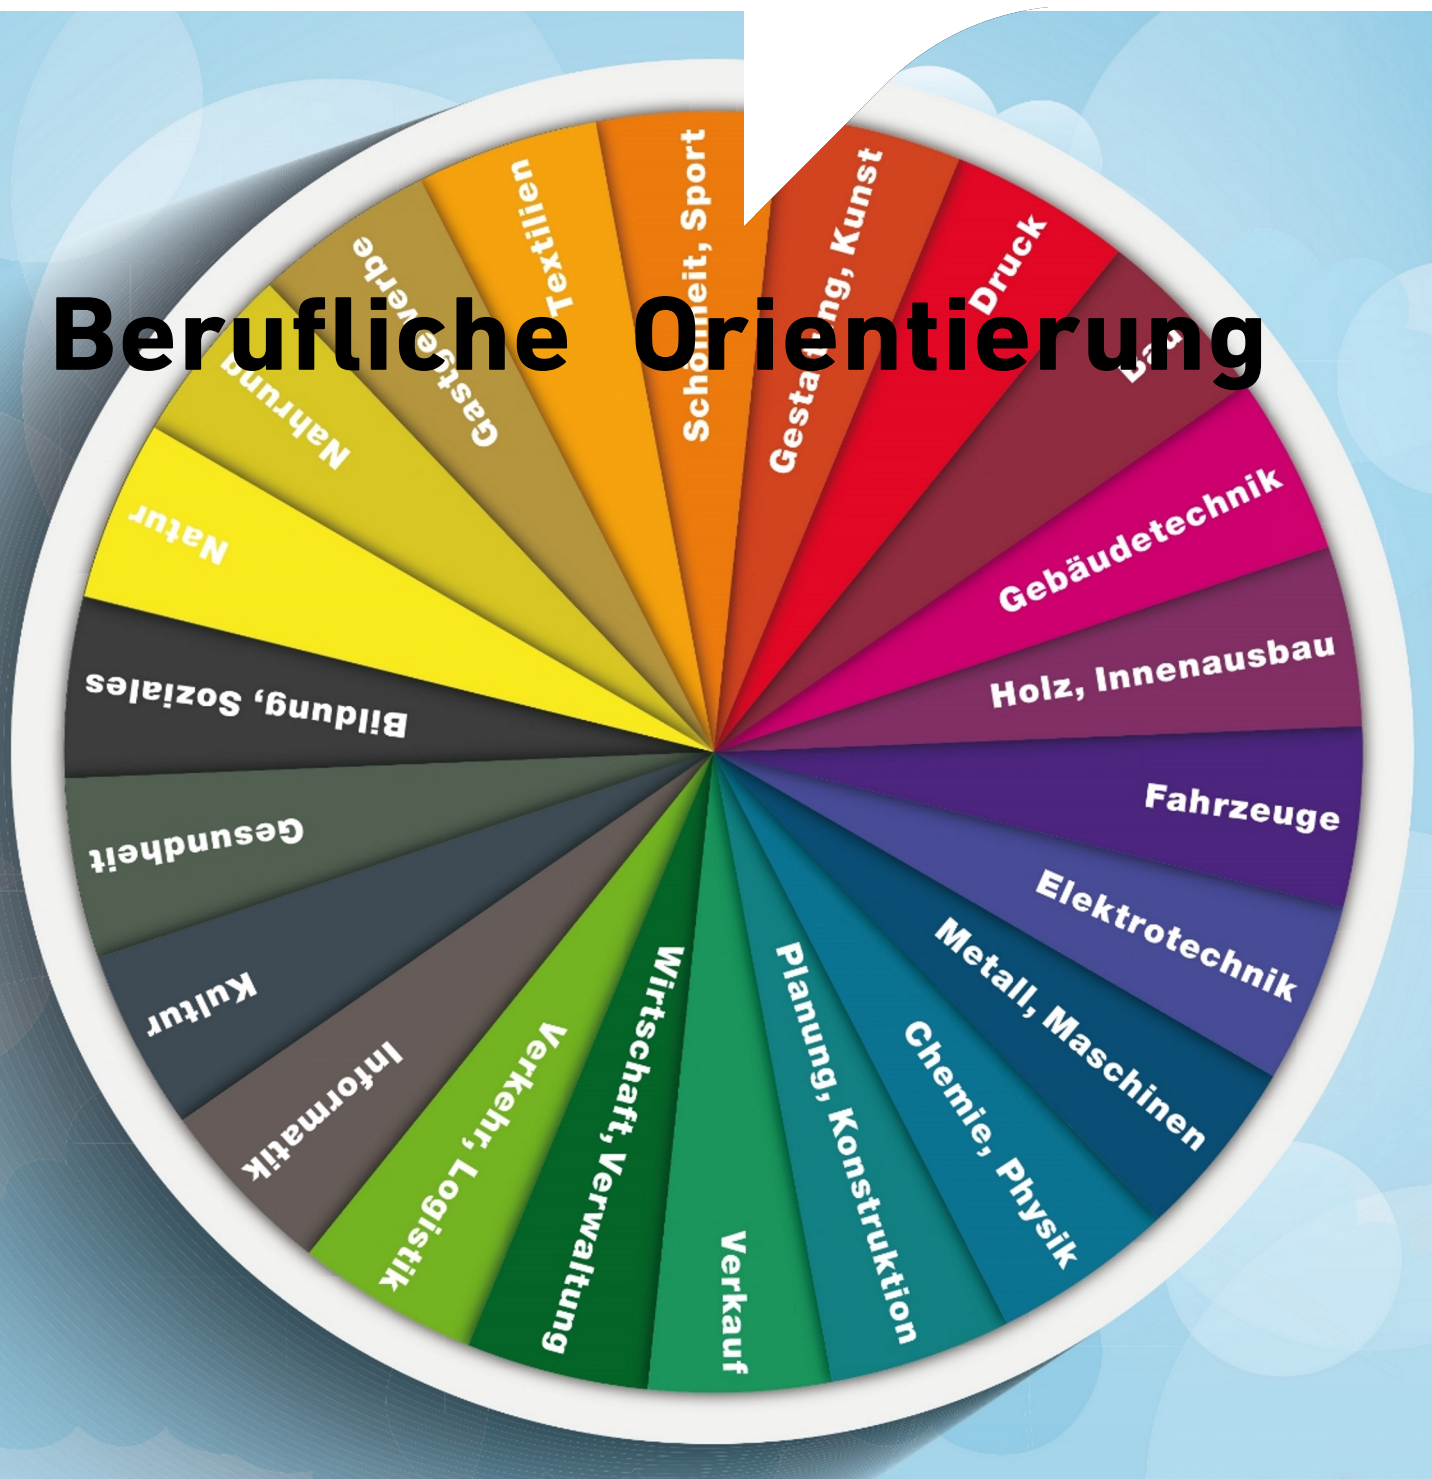 Berufliche Orientierung
Schönheit, Sport
Gestaltung, Kunst
Druck
Bau
Gebäudetechnik
Holz, Innenausbau
Fahrzeuge
Elektrotechnik
Metall, Maschinen
Chemie, Physik
Planung, Konstruktion
Verkauf
Wirtschaft, Verwaltung
Verkehr, Logistik
Informatik
Kultur
Gesundheit
Bildung, Soziales
Natur
Nahrung
Gastgewerbe
Textilien